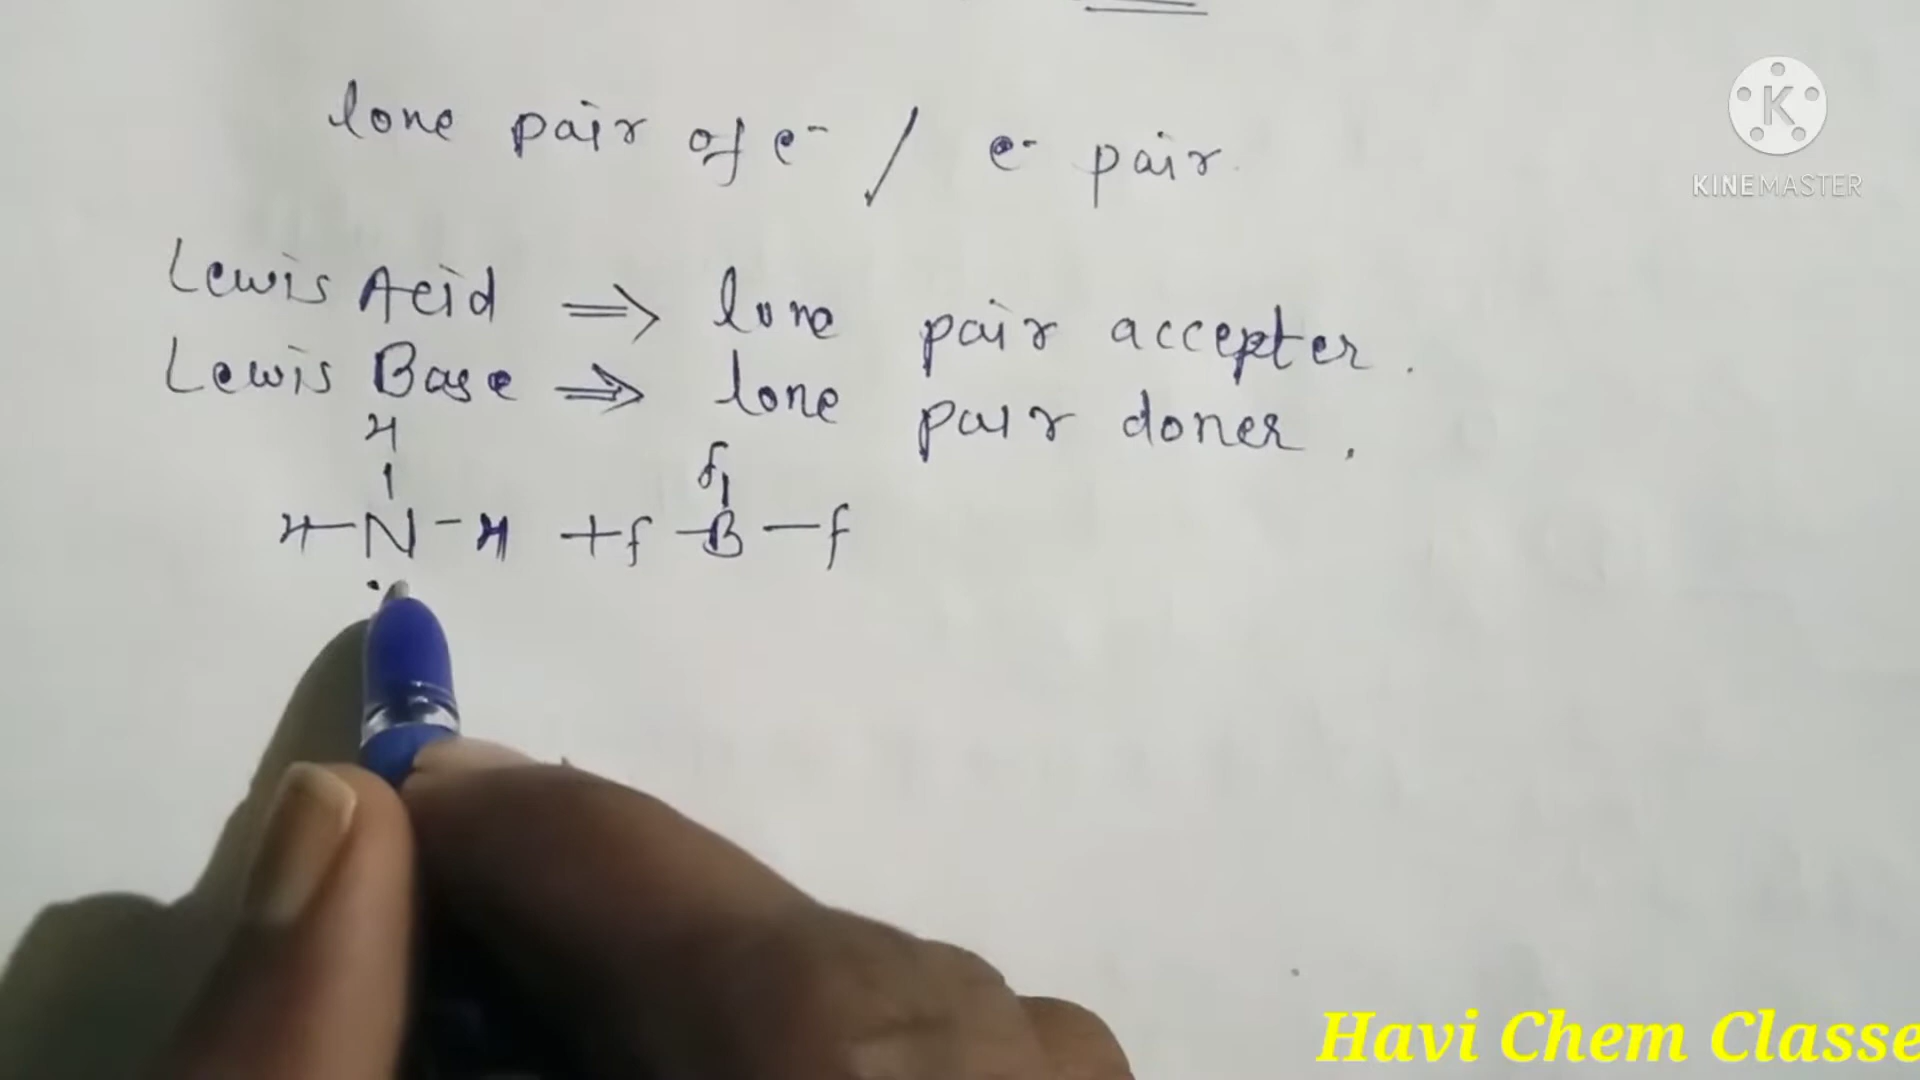 lone pair of e- / e- pair.
KINEMASTER
Lewis Acid ⇒ lone pair accepter.
Lewis Base ⇒ lone pair doner.
H
f
H-N-H + f-B-f
Havi Chem Classe